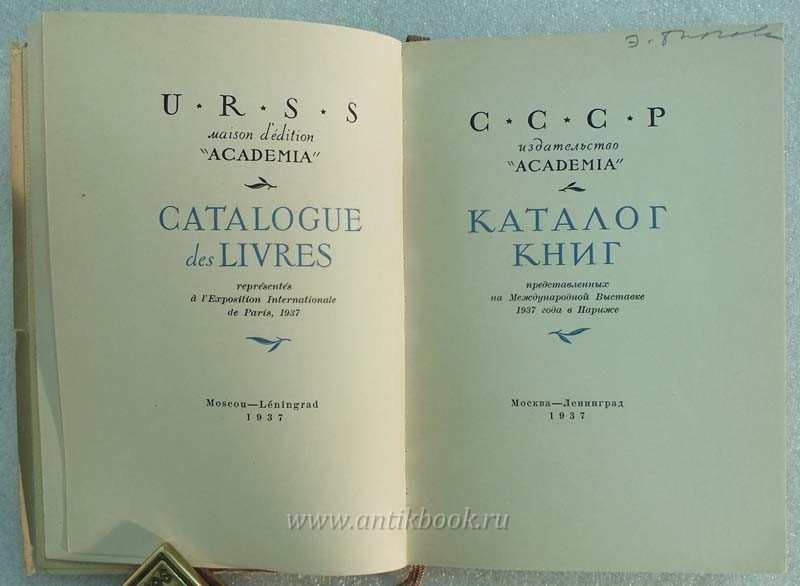 U ★ R ★ S ★ S
maison d'édition
"ACADEMIA"
CATALOGUE
des LIVRES
représentés
à l'Exposition Internationale
de Paris, 1937
Moscou—Léningrad
1937
С ★ С ★ С ★ Р
издательство
"ACADEMIA"
КАТАЛОГ
КНИГ
представленных
на Международной Выставке
1937 года в Париже
Москва—Ленинград
1937
www.antikbook.ru